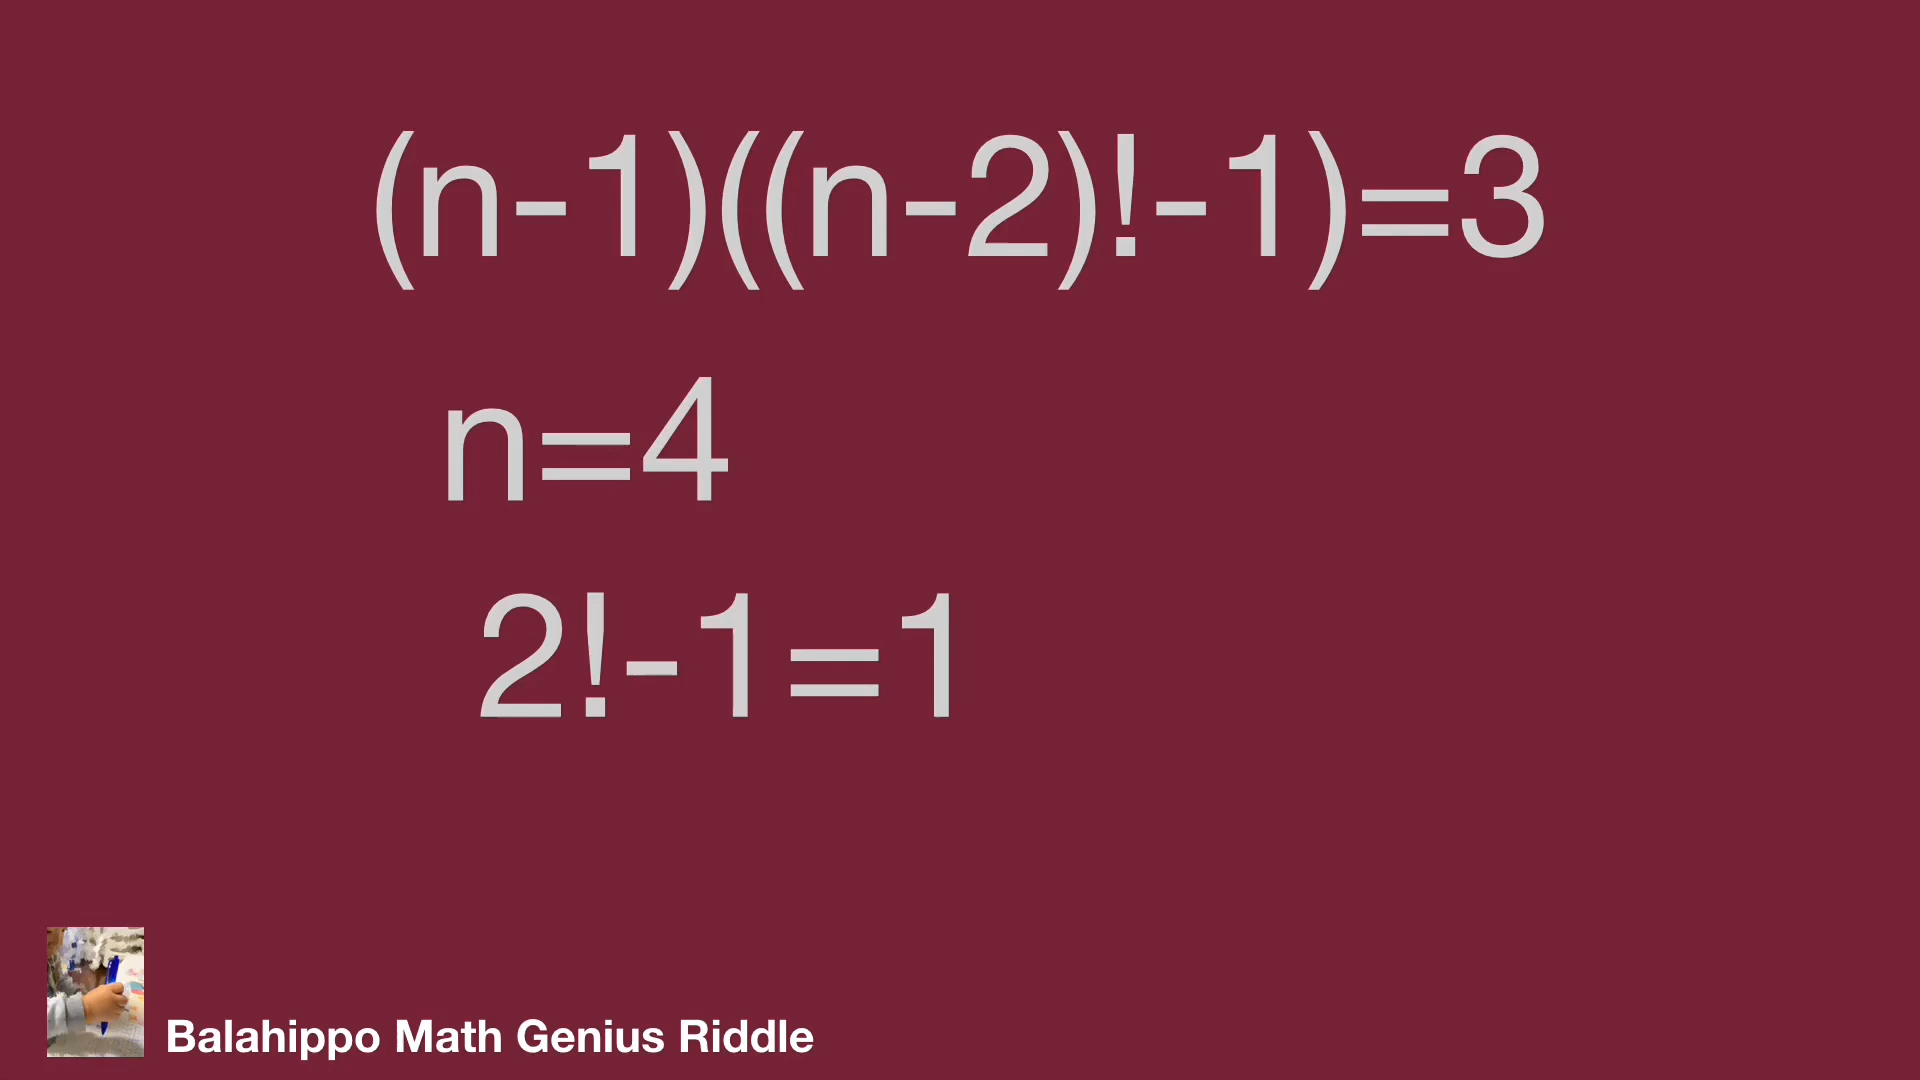 (n-1)((n-2)!-1)=3
n=4
2!-1=1
Balahippo Math Genius Riddle